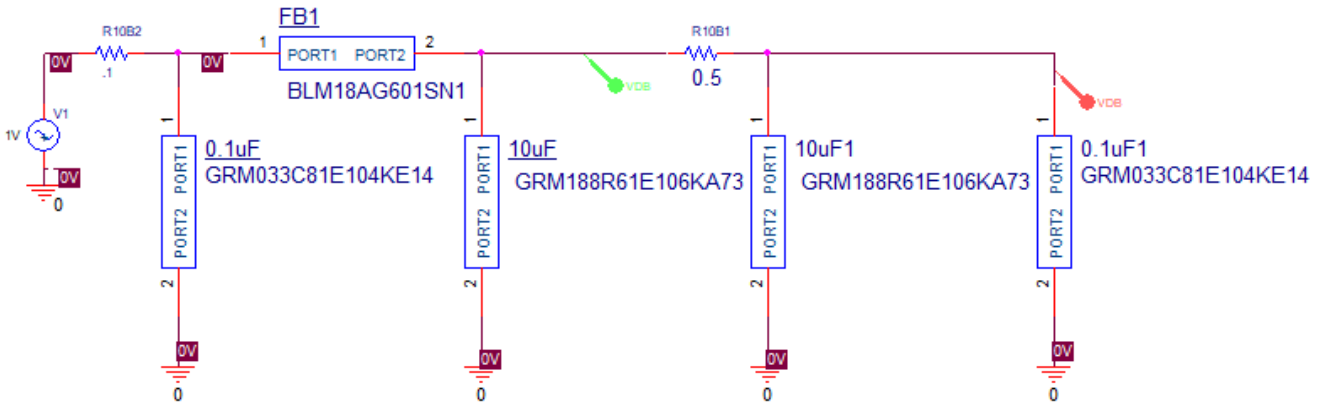 FB1
R10B2
.1
0V
0V
1
PORT1 PORT2
2
BLM18AG601SN1
VDB
R10B1
0.5
VDB
V1
1V
0V
0
1
PORT2 PORT1
2
0.1uF
GRM033C81E104KE14
0V
0
1
PORT2 PORT1
2
10uF
GRM188R61E106KA73
0V
0
1
PORT2 PORT1
2
10uF1
GRM188R61E106KA73
0V
0
1
PORT2 PORT1
2
0.1uF1
GRM033C81E104KE14
0V
0